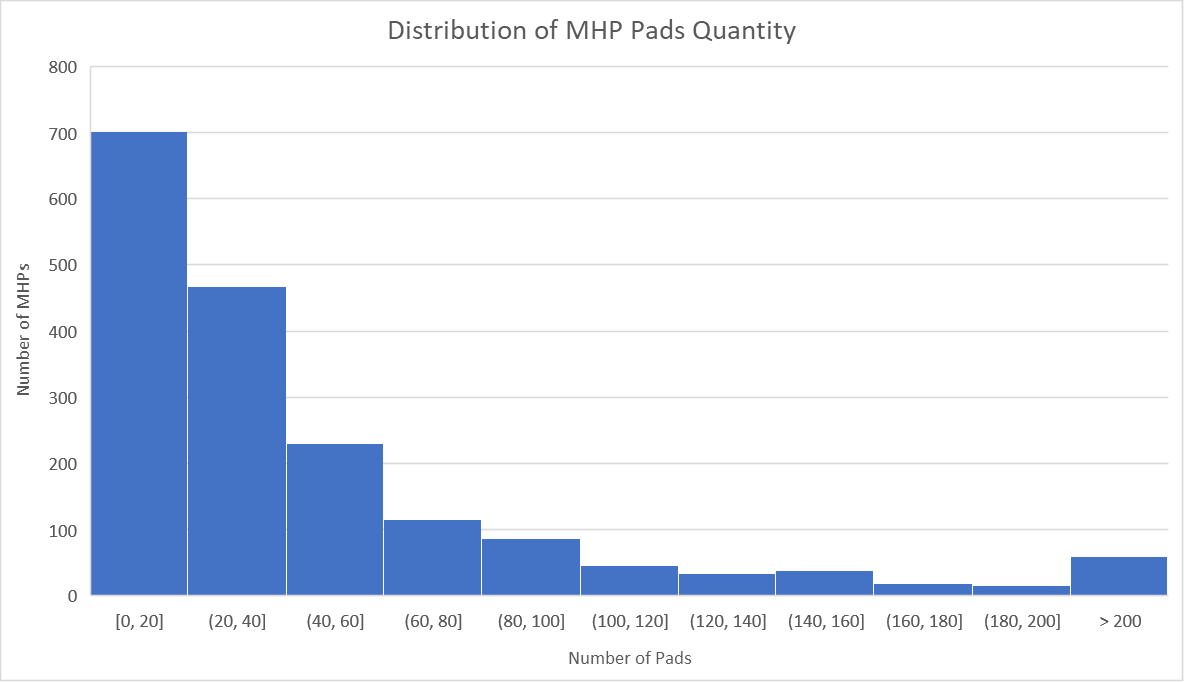 Distribution of MHP Pads Quantity
800
700
600
500
400
300
200
100
0
Number of MHPs
[0, 20] (20, 40] (40, 60] (60, 80] (80, 100] (100, 120] (120, 140] (140, 160] (160, 180] (180, 200] > 200
Number of Pads